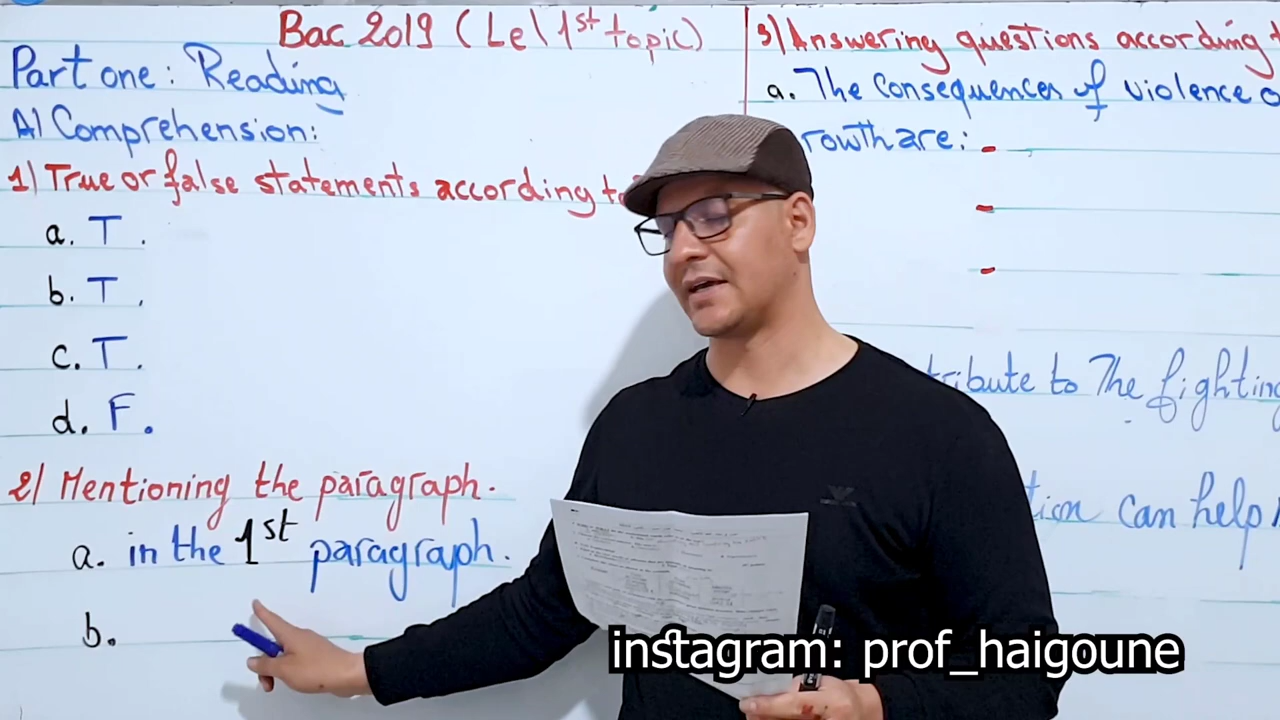 Bac 2019 (Le\1st topic)
Part one: Reading
A) Comprehension:
1) True or false statements according to
a. T.
b. T.
c. T.
d. F.
2) Mentioning the paragraph.
a. in the 1st paragraph.
b.
3) Answering questions according
a. The consequences of violence
rowth are: -
-
-
tribute to The fighting
tion can help
instagram: prof_haigoune